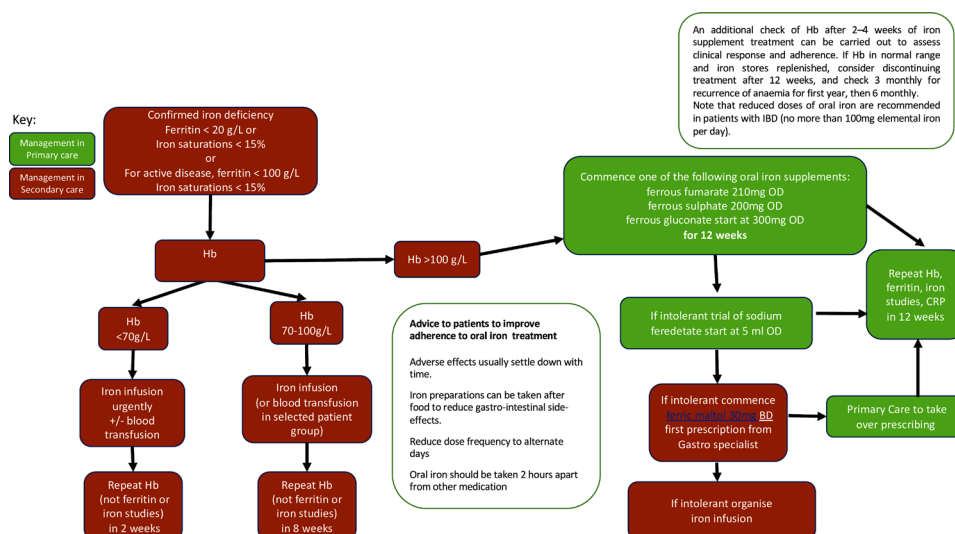 An additional check of Hb after 2–4 weeks of iron
supplement treatment can be carried out to assess
clinical response and adherence. If Hb in normal range
and iron stores replenished, consider discontinuing
treatment after 12 weeks, and check 3 monthly for
recurrence of anaemia for first year, then 6 monthly.
Note that reduced doses of oral iron are recommended
in patients with IBD (no more than 100mg elemental iron
per day).
Key:
Management in
Primary care
Management in
Secondary care
Confirmed iron deficiency
Ferritin < 20 g/L or
Iron saturations < 15%
or
For active disease, ferritin < 100 g/L
Iron saturations < 15%
Commence one of the following oral iron supplements:
ferrous fumarate 210mg OD
ferrous sulphate 200mg OD
ferrous gluconate start at 300mg OD
for 12 weeks
Hb
Hb >100 g/L
Repeat Hb,
ferritin, iron
studies, CRP
in 12 weeks
Hb
<70g/L
Hb
70-100g/L
If intolerant trial of sodium
feredetate start at 5 ml OD
Advice to patients to improve
adherence to oral iron treatment
Adverse effects usually settle down with
time.
Iron preparations can be taken after
food to reduce gastro-intestinal side-
effects.
Reduce dose frequency to alternate
days
Oral iron should be taken 2 hours apart
from other medication
Iron infusion
urgently
+/- blood
transfusion
Iron infusion
(or blood transfusion
in selected patient
group)
If intolerant commence
ferric maltol 30mg BD
first prescription from
Gastro specialist
Primary Care to take
over prescribing
Repeat Hb
(not ferritin or
iron studies)
in 2 weeks
Repeat Hb
(not ferritin or
iron studies)
in 8 weeks
If intolerant organise
iron infusion